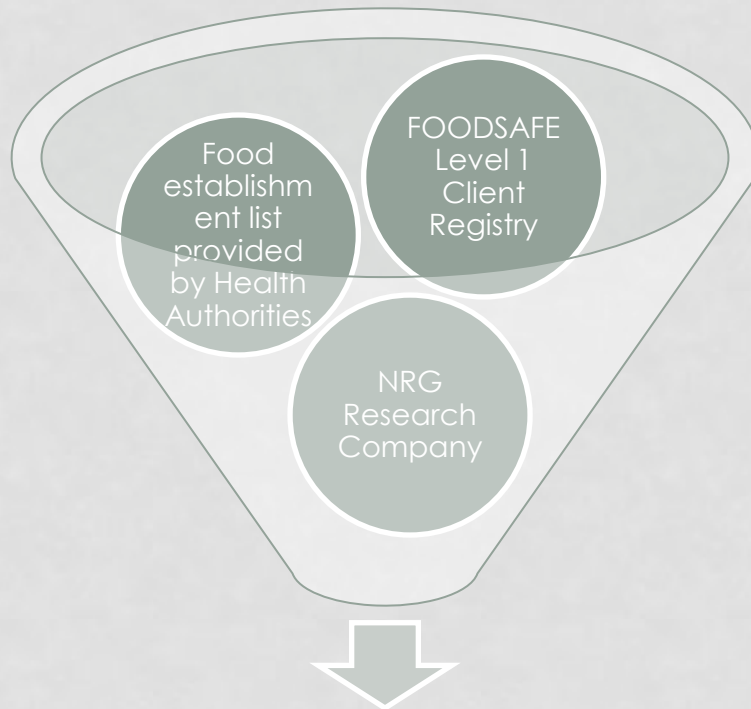 Food
establishm
ent list
provided
by Health
Authorities
FOODSAFE
Level 1
Client
Registry
NRG
Research
Company